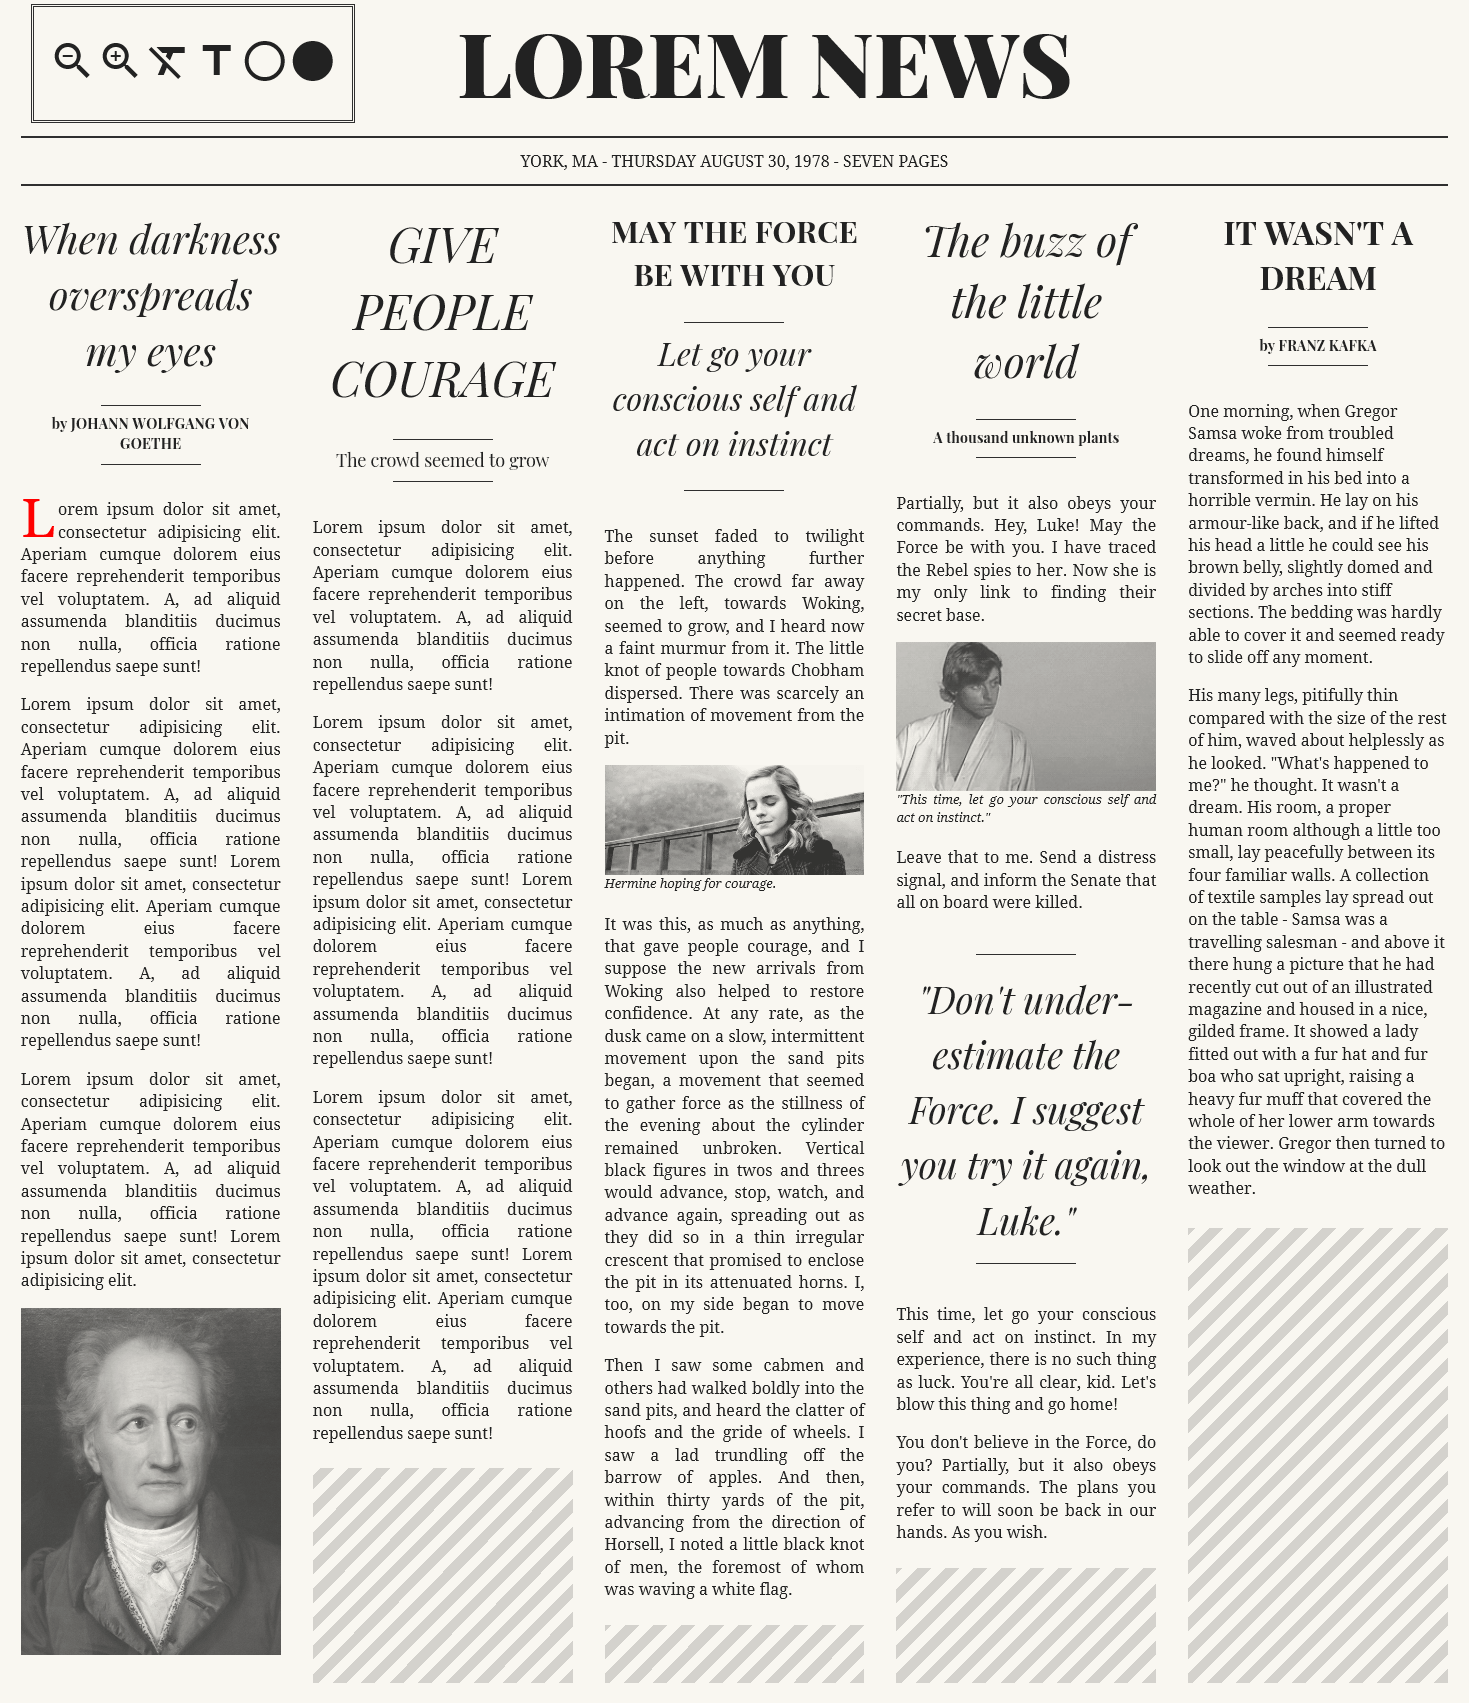 LOREM NEWS
YORK, MA - THURSDAY AUGUST 30, 1978 - SEVEN PAGES
When darkness
overspreads
my eyes
by JOHANN WOLFGANG VON
GOETHE
Lorem ipsum dolor sit amet,
consectetur adipisicing elit.
Aperiam cumque dolorem eius
facere reprehenderit temporibus
vel voluptatem. A, ad aliquid
assumenda blanditiis ducimus
non nulla, officia ratione
repellendus saepe sunt!
Lorem ipsum dolor sit amet,
consectetur adipisicing elit.
Aperiam cumque dolorem eius
facere reprehenderit temporibus
vel voluptatem. A, ad aliquid
assumenda blanditiis ducimus
non nulla, officia ratione
repellendus saepe sunt! Lorem
ipsum dolor sit amet, consectetur
adipisicing elit. Aperiam cumque
dolorem eius facere
reprehenderit temporibus vel
voluptatem. A, ad aliquid
assumenda blanditiis ducimus
non nulla, officia ratione
repellendus saepe sunt!
Lorem ipsum dolor sit amet,
consectetur adipisicing elit.
Aperiam cumque dolorem eius
facere reprehenderit temporibus
vel voluptatem. A, ad aliquid
assumenda blanditiis ducimus
non nulla, officia ratione
repellendus saepe sunt! Lorem
ipsum dolor sit amet, consectetur
adipisicing elit.
GIVE
PEOPLE
COURAGE
The crowd seemed to grow
Lorem ipsum dolor sit amet,
consectetur adipisicing elit.
Aperiam cumque dolorem eius
facere reprehenderit temporibus
vel voluptatem. A, ad aliquid
assumenda blanditiis ducimus
non nulla, officia ratione
repellendus saepe sunt!
Lorem ipsum dolor sit amet,
consectetur adipisicing elit.
Aperiam cumque dolorem eius
facere reprehenderit temporibus
vel voluptatem. A, ad aliquid
assumenda blanditiis ducimus
non nulla, officia ratione
repellendus saepe sunt! Lorem
ipsum dolor sit amet, consectetur
adipisicing elit. Aperiam cumque
dolorem eius facere
reprehenderit temporibus vel
voluptatem. A, ad aliquid
assumenda blanditiis ducimus
non nulla, officia ratione
repellendus saepe sunt!
Lorem ipsum dolor sit amet,
consectetur adipisicing elit.
Aperiam cumque dolorem eius
facere reprehenderit temporibus
vel voluptatem. A, ad aliquid
assumenda blanditiis ducimus
non nulla, officia ratione
repellendus saepe sunt! Lorem
ipsum dolor sit amet, consectetur
adipisicing elit. Aperiam cumque
dolorem eius facere
reprehenderit temporibus vel
voluptatem. A, ad aliquid
assumenda blanditiis ducimus
non nulla, officia ratione
repellendus saepe sunt!
MAY THE FORCE
BE WITH YOU
Let go your
conscious self and
act on instinct
The sunset faded to twilight
before anything further
happened. The crowd far away
on the left, towards Woking,
seemed to grow, and I heard now
a faint murmur from it. The little
knot of people towards Chobham
dispersed. There was scarcely an
intimation of movement from the
pit.
Hermine hoping for courage.
It was this, as much as anything,
that gave people courage, and I
suppose the new arrivals from
Woking also helped to restore
confidence. At any rate, as the
dusk came on a slow, intermittent
movement upon the sand pits
began, a movement that seemed
to gather force as the stillness of
the evening about the cylinder
remained unbroken. Vertical
black figures in twos and threes
would advance, stop, watch, and
advance again, spreading out as
they did so in a thin irregular
crescent that promised to enclose
the pit in its attenuated horns. I,
too, on my side began to move
towards the pit.
Then I saw some cabmen and
others had walked boldly into the
sand pits, and heard the clatter of
hoofs and the gride of wheels. I
saw a lad trundling off the
barrow of apples. And then,
within thirty yards of the pit,
advancing from the direction of
Horsell, I noted a little black knot
of men, the foremost of whom
was waving a white flag.
The buzz of
the little
world
A thousand unknown plants
Partially, but it also obeys your
commands. Hey, Luke! May the
Force be with you. I have traced
the Rebel spies to her. Now she is
my only link to finding their
secret base.
"This time, let go your conscious self and
act on instinct."
Leave that to me. Send a distress
signal, and inform the Senate that
all on board were killed.
"Don't under-
estimate the
Force. I suggest
you try it again,
Luke."
This time, let go your conscious
self and act on instinct. In my
experience, there is no such thing
as luck. You're all clear, kid. Let's
blow this thing and go home!
You don't believe in the Force, do
you? Partially, but it also obeys
your commands. The plans you
refer to will soon be back in our
hands. As you wish.
IT WASN'T A
DREAM
by FRANZ KAFKA
One morning, when Gregor
Samsa woke from troubled
dreams, he found himself
transformed in his bed into a
horrible vermin. He lay on his
armour-like back, and if he lifted
his head a little he could see his
brown belly, slightly domed and
divided by arches into stiff
sections. The bedding was hardly
able to cover it and seemed ready
to slide off any moment.
His many legs, pitifully thin
compared with the size of the rest
of him, waved about helplessly as
he looked. "What's happened to
me?" he thought. It wasn't a
dream. His room, a proper
human room although a little too
small, lay peacefully between its
four familiar walls. A collection
of textile samples lay spread out
on the table - Samsa was a
travelling salesman - and above it
there hung a picture that he had
recently cut out of an illustrated
magazine and housed in a nice,
gilded frame. It showed a lady
fitted out with a fur hat and fur
boa who sat upright, raising a
heavy fur muff that covered the
whole of her lower arm towards
the viewer. Gregor then turned to
look out the window at the dull
weather.